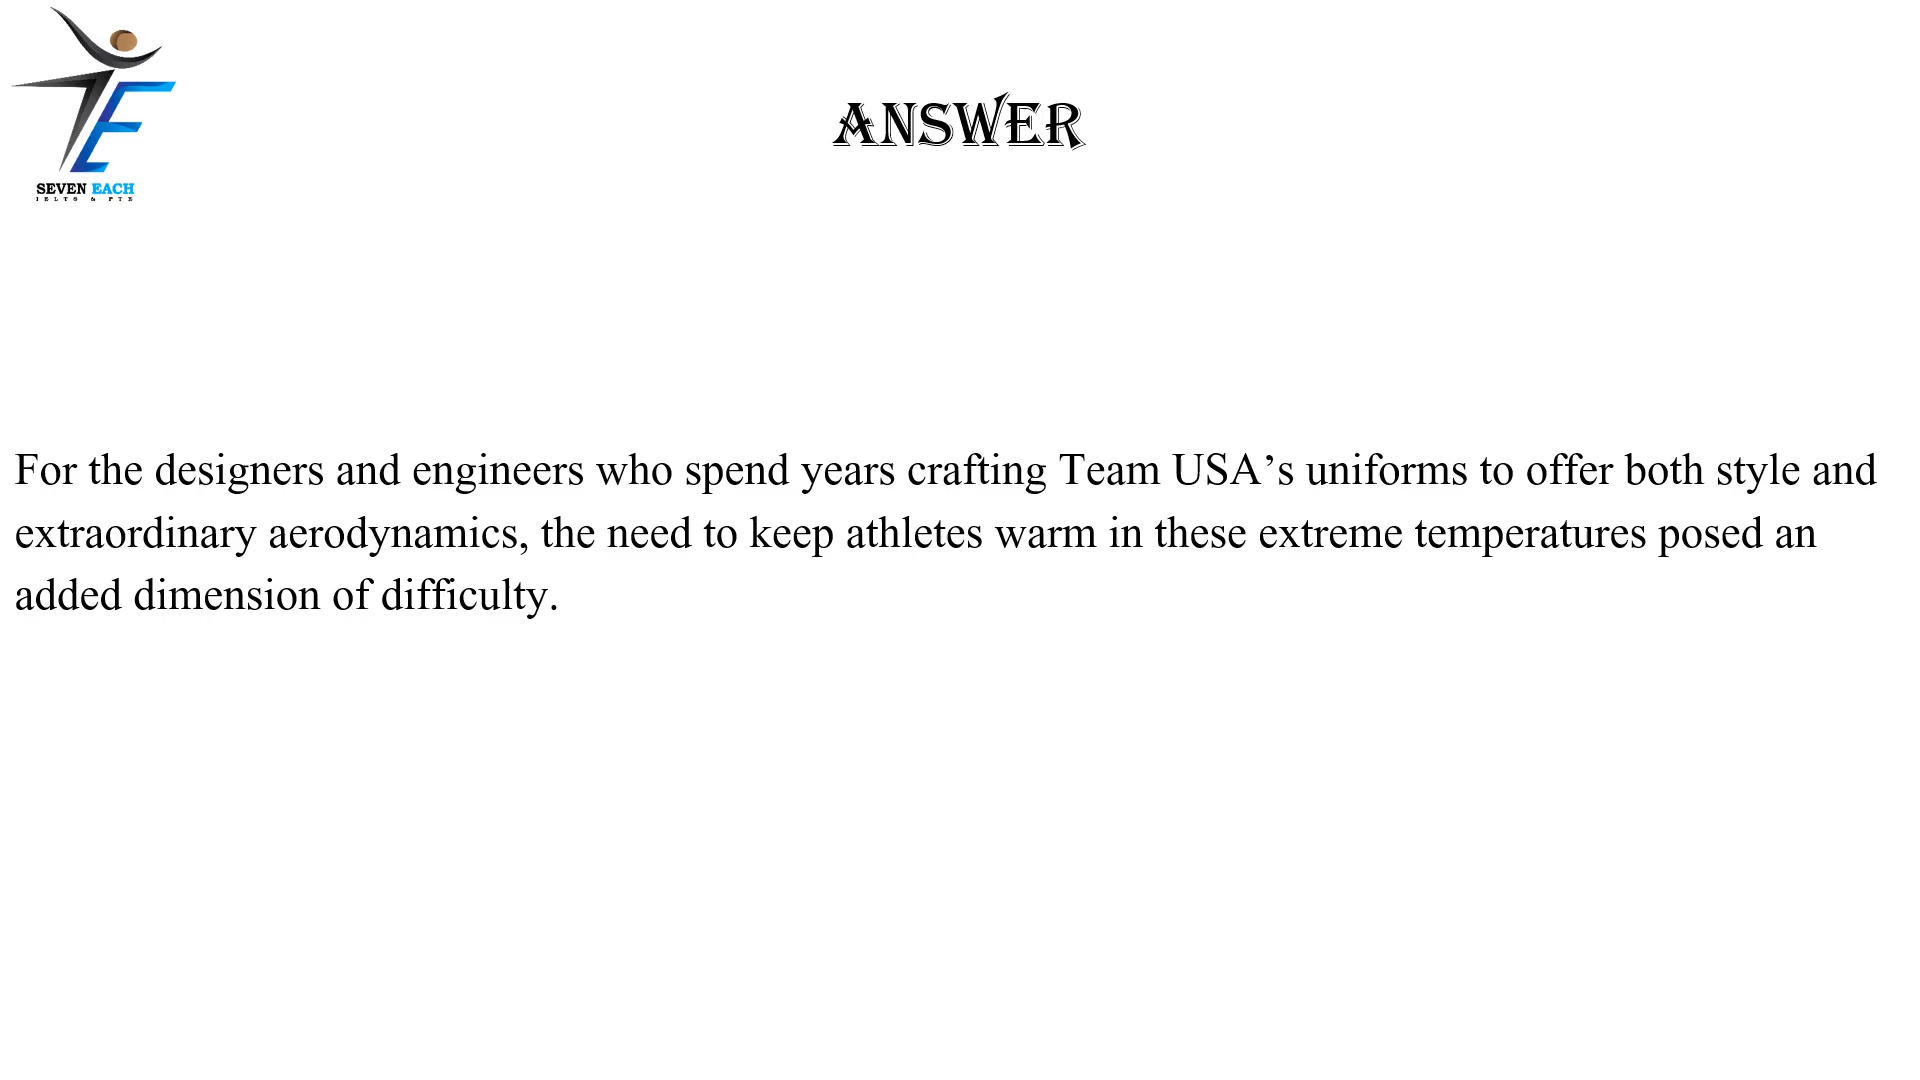 SEVEN EACH
IELTS & PTE
ANSWER
For the designers and engineers who spend years crafting Team USA’s uniforms to offer both style and
extraordinary aerodynamics, the need to keep athletes warm in these extreme temperatures posed an
added dimension of difficulty.